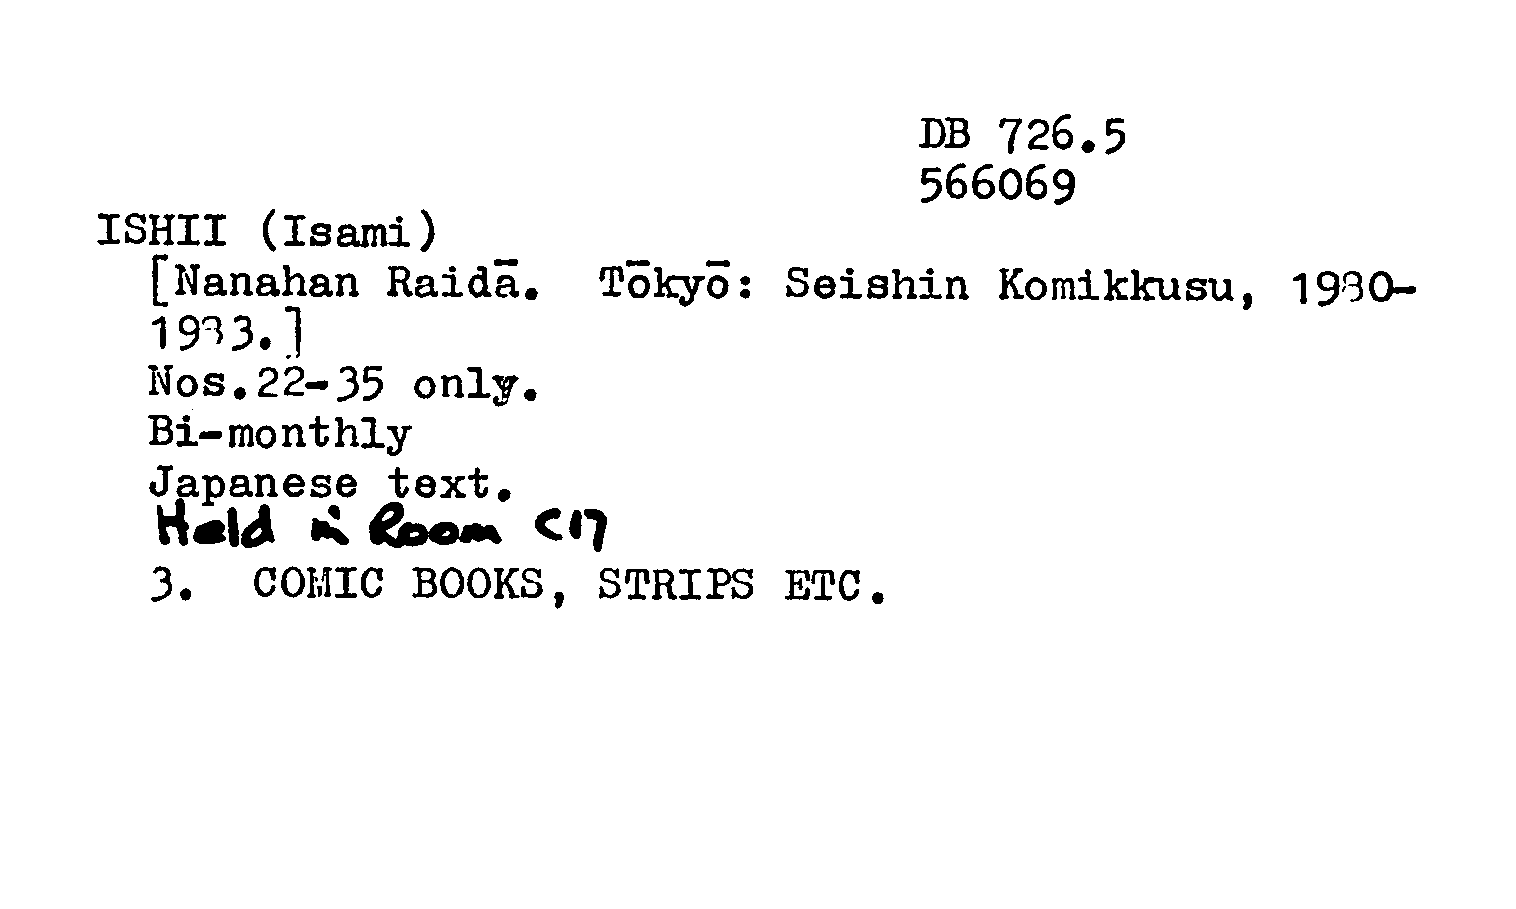 DB 726.5
566069
ISHII (Isami)
[Nanahan Raidā. Tōkyō: Seishin Komikkusu, 1980-
1983.]
Nos.22-35 only.
Bi-monthly
Japanese text.
Held in Room C17
3. COMIC BOOKS, STRIPS ETC.